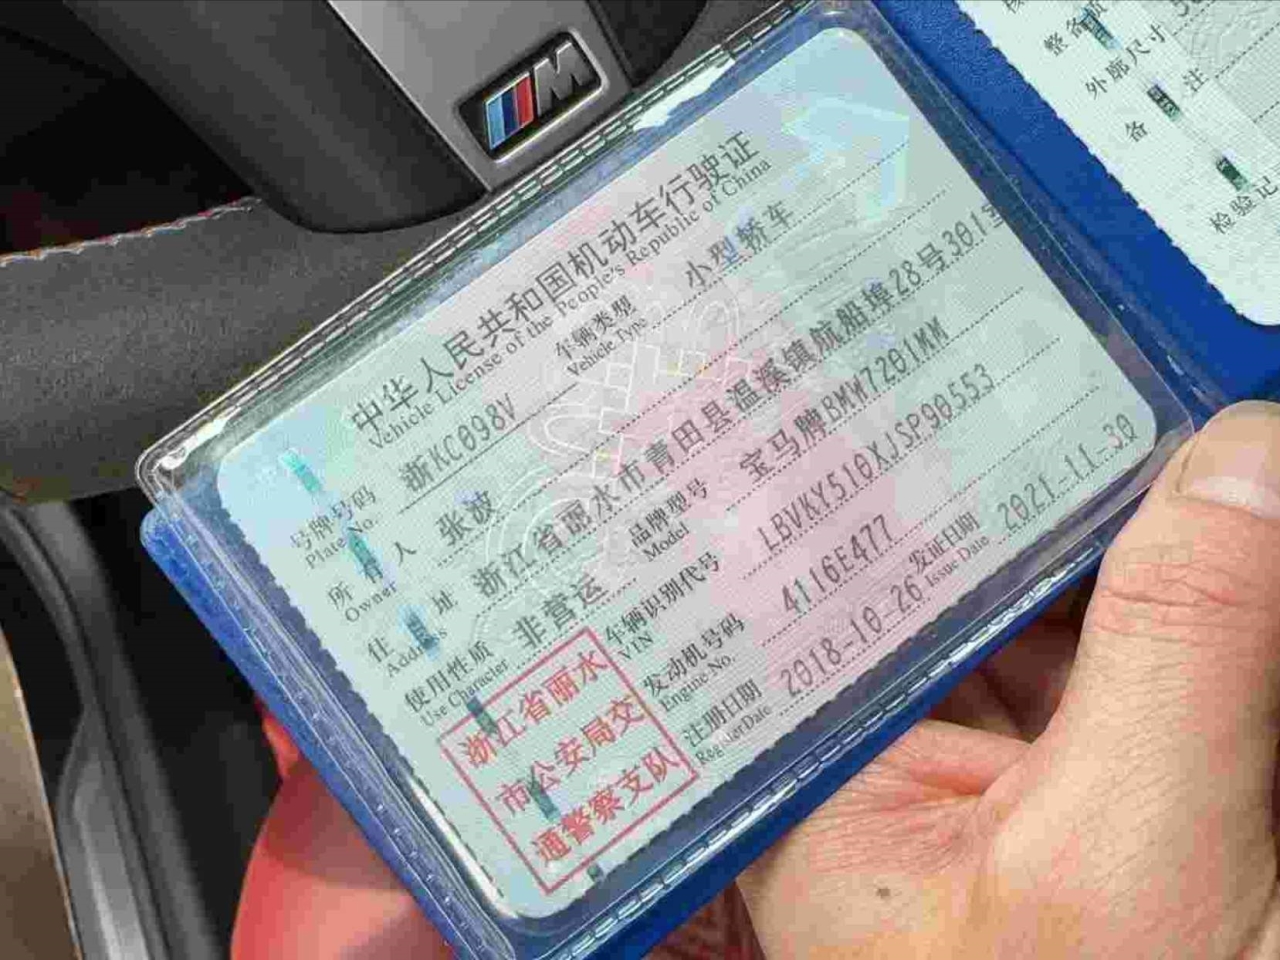 M
中华人民共和国机动车行驶证
Vehicle License of the People's Republic of China
号牌号码 浙KC098V 车辆类型 小型轿车
Plate No. Vehicle Type
所有人 张波
Owner
住址 浙江省丽水市青田县温溪镇航船埠28号301室
Address
使用性质 非营运 品牌型号 宝马牌BMW7201MM
Use Character Model
车辆识别代号 LBVKY510XJSP90553
VIN
发动机号码 4116E477
Engine No.
注册日期 2018-10-26 发证日期 2021-11-30
Register Date Issue Date
浙江省丽水
市公安局交
通警察支队
整备质
外廓尺寸
备注
检验记